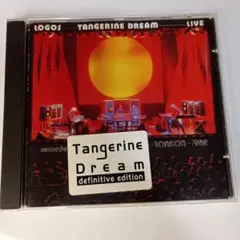 LOGOS TANGERINE DREAM LIVE
LONDON - 1982
Tangerine
Dream
definitive edition